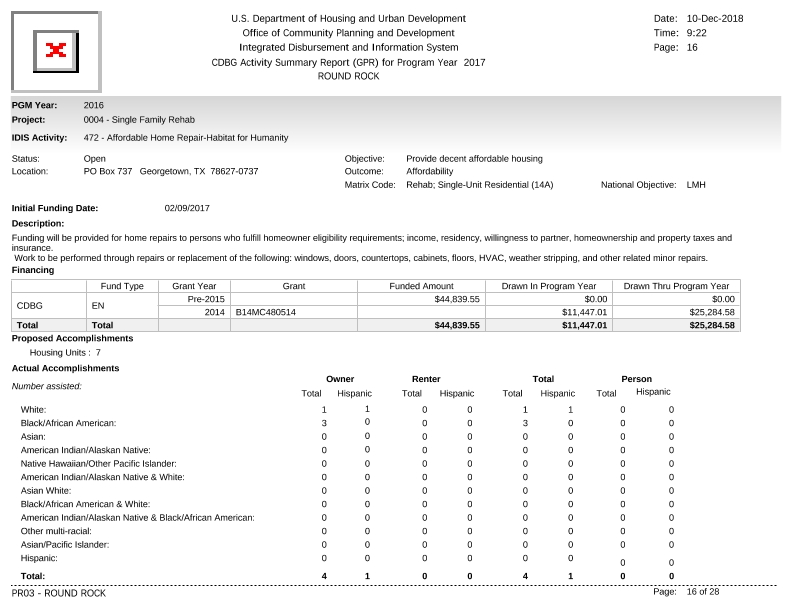 U.S. Department of Housing and Urban Development
Office of Community Planning and Development
Integrated Disbursement and Information System
CDBG Activity Summary Report (GPR) for Program Year 2017
ROUND ROCK
Date: 10-Dec-2018
Time: 9:22
Page: 16
PGM Year: 2016
Project: 0004 - Single Family Rehab
IDIS Activity: 472 - Affordable Home Repair-Habitat for Humanity
Status: Open Objective: Provide decent affordable housing
Location: PO Box 737 Georgetown, TX 78627-0737 Outcome: Affordability
Matrix Code: Rehab; Single-Unit Residential (14A) National Objective: LMH
Initial Funding Date: 02/09/2017
Description:
Funding will be provided for home repairs to persons who fulfill homeowner eligibility requirements; income, residency, willingness to partner, homeownership and property taxes and
insurance.
Work to be performed through repairs or replacement of the following: windows, doors, countertops, cabinets, floors, HVAC, weather stripping, and other related minor repairs.
Financing
Fund Type Grant Year Grant Funded Amount Drawn In Program Year Drawn Thru Program Year
CDBG EN Pre-2015 $44,839.55 $0.00 $0.00
2014 B14MC480514 $11,447.01 $25,284.58
Total Total $44,839.55 $11,447.01 $25,284.58
Proposed Accomplishments
Housing Units : 7
Actual Accomplishments
Number assisted: Owner Renter Total Person
Total Hispanic Total Hispanic Total Hispanic Total Hispanic
White: 1 1 0 0 1 1 0 0
Black/African American: 3 0 0 0 3 0 0 0
Asian: 0 0 0 0 0 0 0 0
American Indian/Alaskan Native: 0 0 0 0 0 0 0 0
Native Hawaiian/Other Pacific Islander: 0 0 0 0 0 0 0 0
American Indian/Alaskan Native & White: 0 0 0 0 0 0 0 0
Asian White: 0 0 0 0 0 0 0 0
Black/African American & White: 0 0 0 0 0 0 0 0
American Indian/Alaskan Native & Black/African American: 0 0 0 0 0 0 0 0
Other multi-racial: 0 0 0 0 0 0 0 0
Asian/Pacific Islander: 0 0 0 0 0 0 0 0
Hispanic: 0 0 0 0 0 0 0 0
Total: 4 1 0 0 4 1 0 0
PR03 - ROUND ROCK Page: 16 of 28